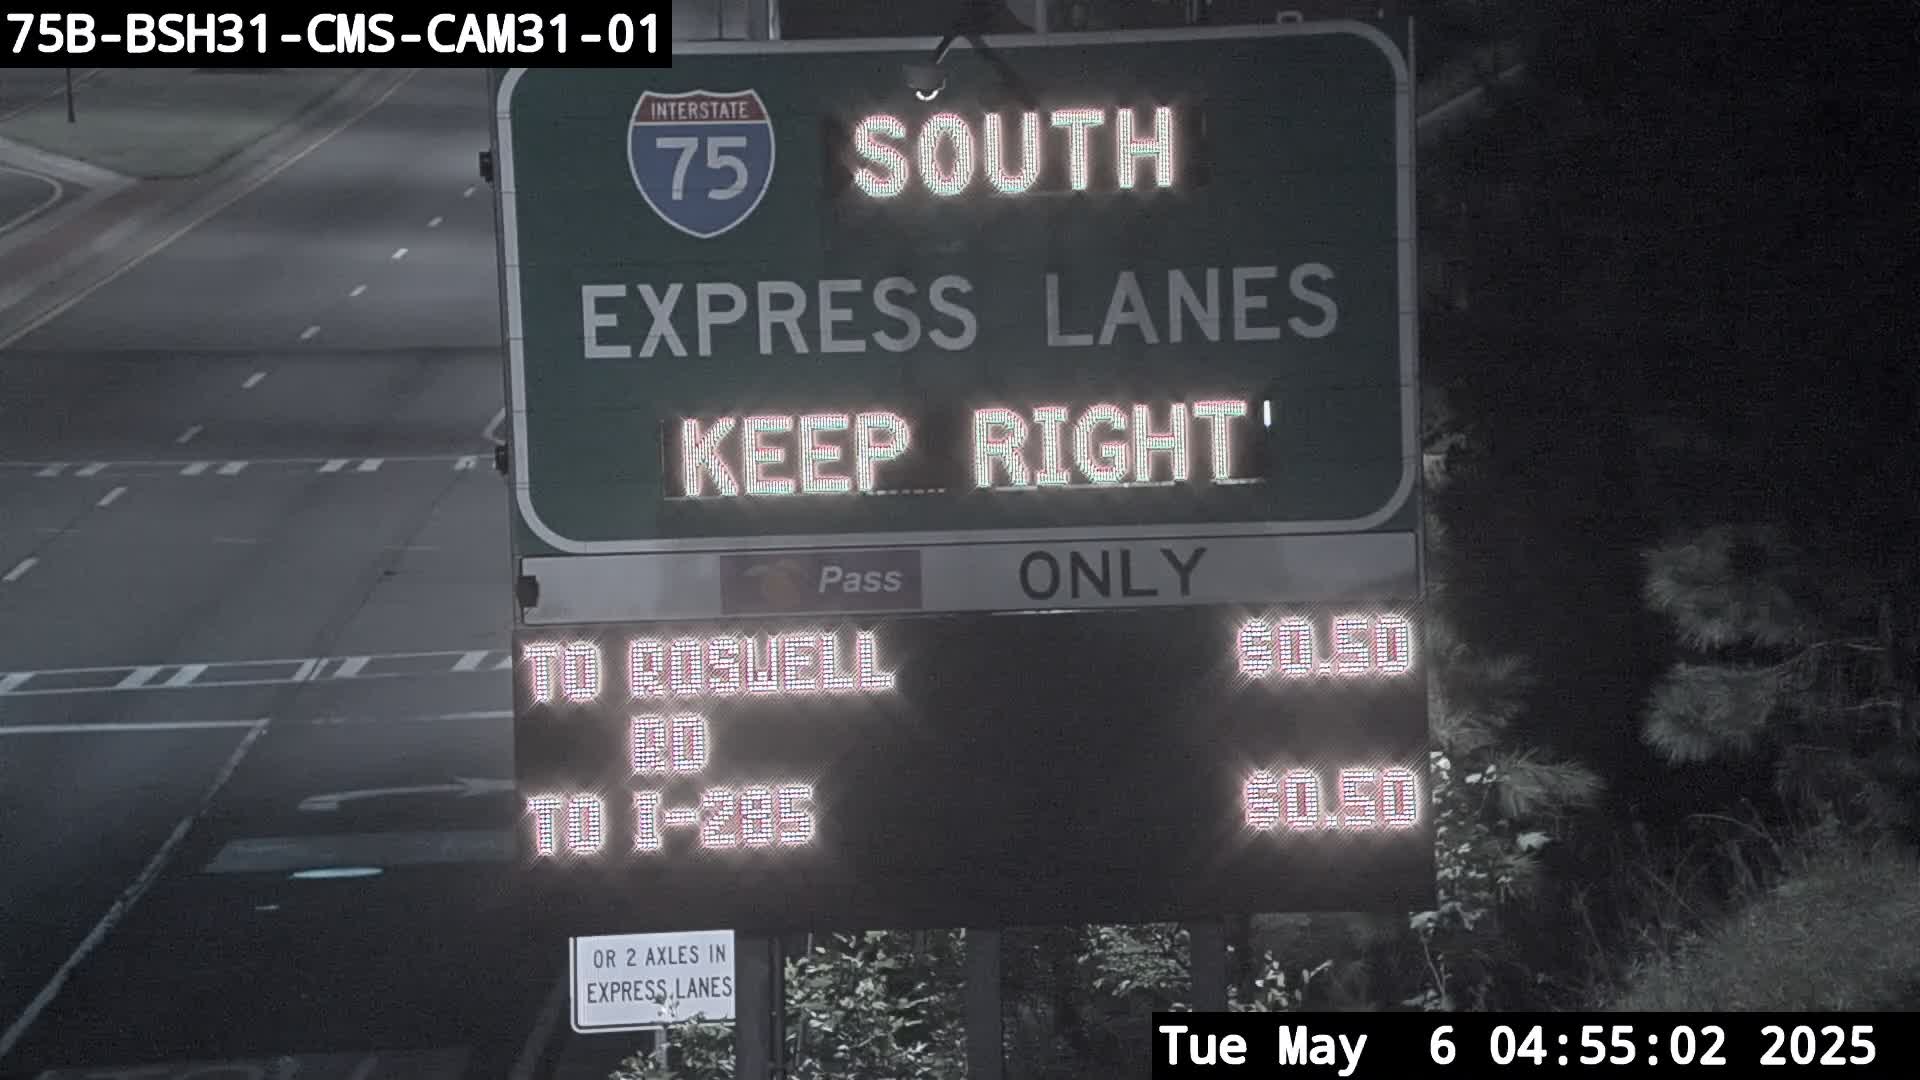 75B-BSH31-CMS-CAM31-01
INTERSTATE
75
SOUTH
EXPRESS LANES
KEEP RIGHT
Pass ONLY
TO ROSWELL $0.50
RD
TO I-285 $0.50
OR 2 AXLES IN
EXPRESS LANES
Tue May 6 04:55:02 2025